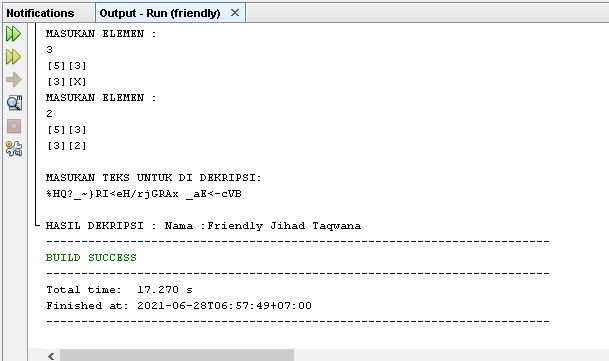 Notifications
Output - Run (friendly) ×
MASUKAN ELEMEN :
3
[5][3]
[3][X]
MASUKAN ELEMEN :
2
[5][3]
[3][2]
MASUKAN TEKS UNTUK DI DEKRIPSI:
%HQ?_~}RI<eH/rjGRAx _aE<-cVB
HASIL DEKRIPSI : Nama :Friendly Jihad Taqwana
------------------------------------------------------------------------
BUILD SUCCESS
------------------------------------------------------------------------
Total time:  17.270 s
Finished at: 2021-06-28T06:57:49+07:00
------------------------------------------------------------------------